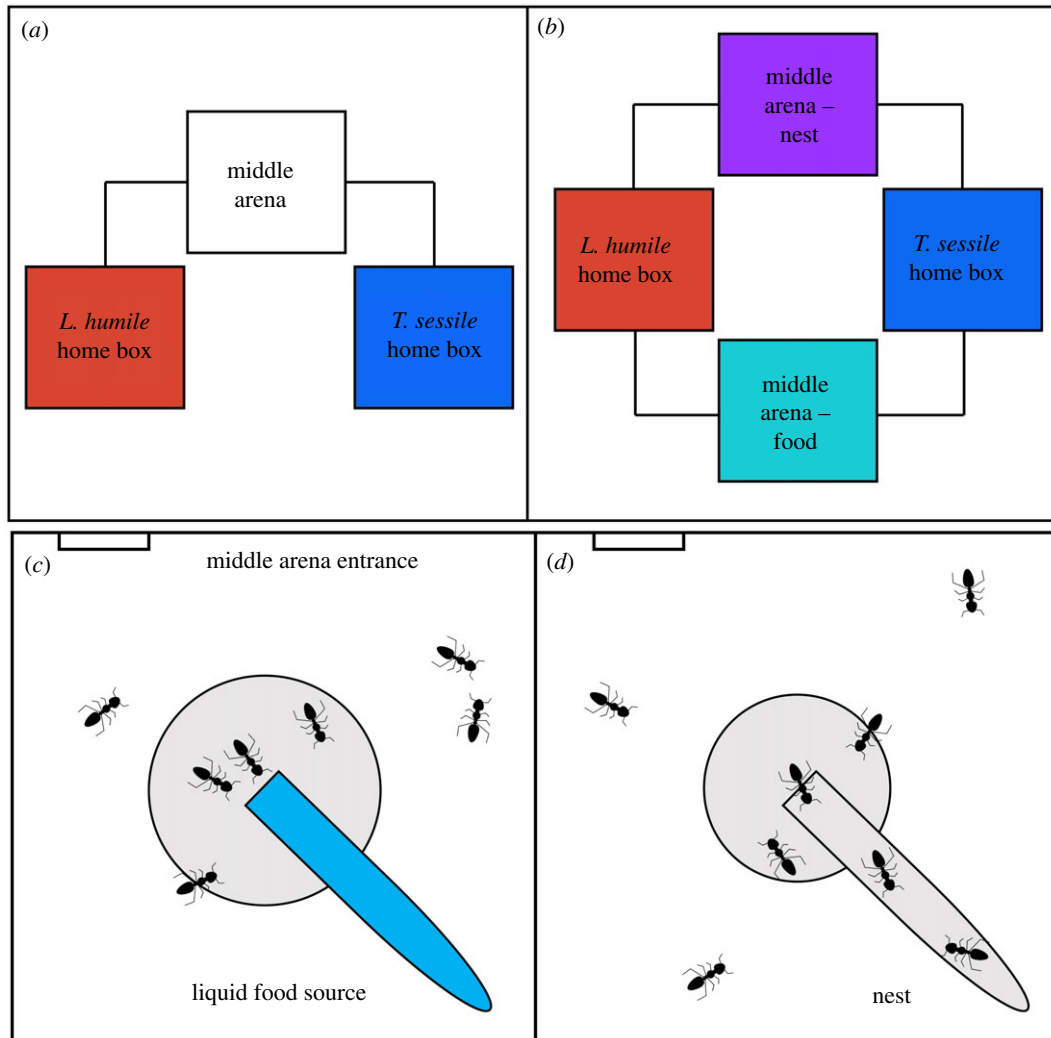 (a)
middle
arena
L. humile
home box
T. sessile
home box
(b)
middle
arena –
nest
L. humile
home box
T. sessile
home box
middle
arena –
food
(c)
middle arena entrance
liquid food source
(d)
nest